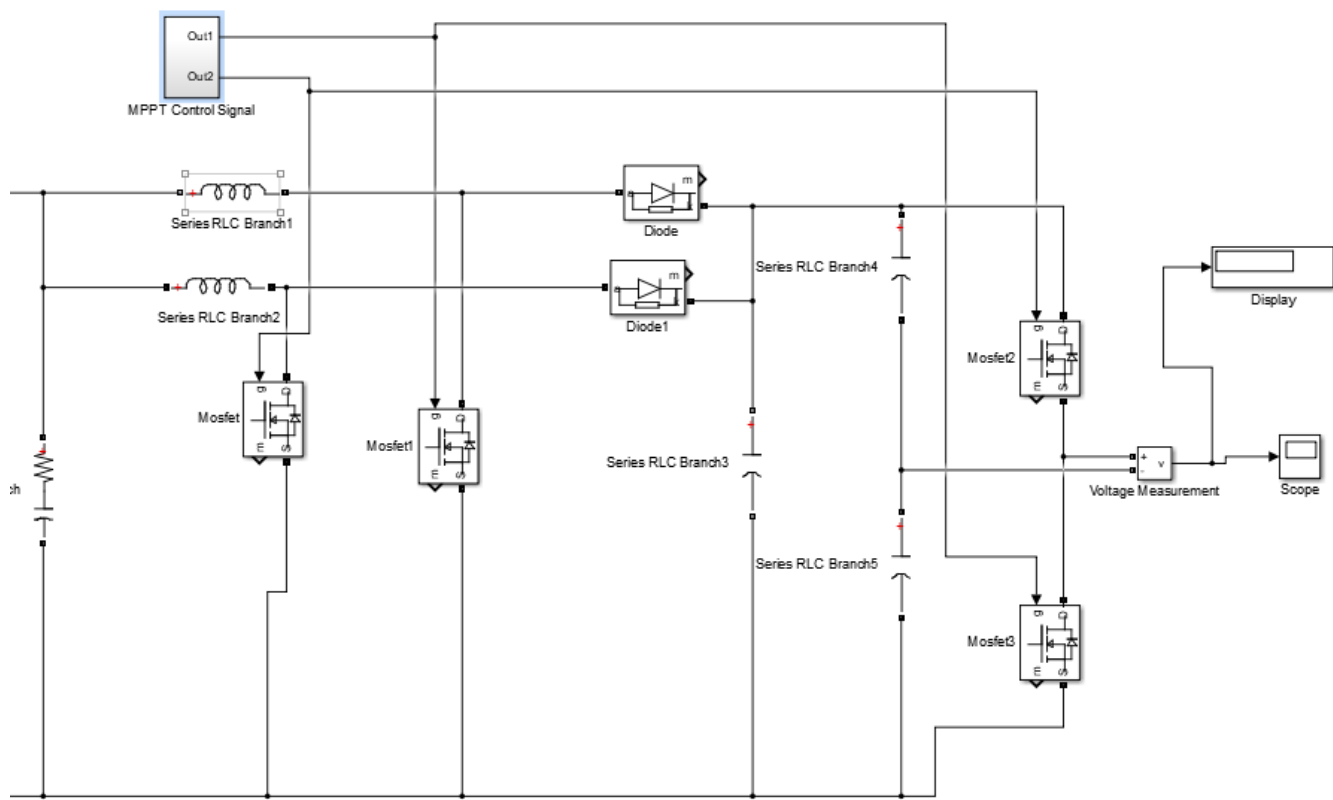 Out1
Out2
MPPT Control Signal
Series RLC Branch1
m
a
k
Diode
Series RLC Branch2
m
a
k
Diode1
Series RLC Branch4
Display
g
D
Mosfet2
m
S
g
D
Mosfet
m
S
g
D
Mosfet1
m
S
Series RLC Branch3
+
-
v
Voltage Measurement
Scope
ch
Series RLC Branch5
g
D
Mosfet3
m
S